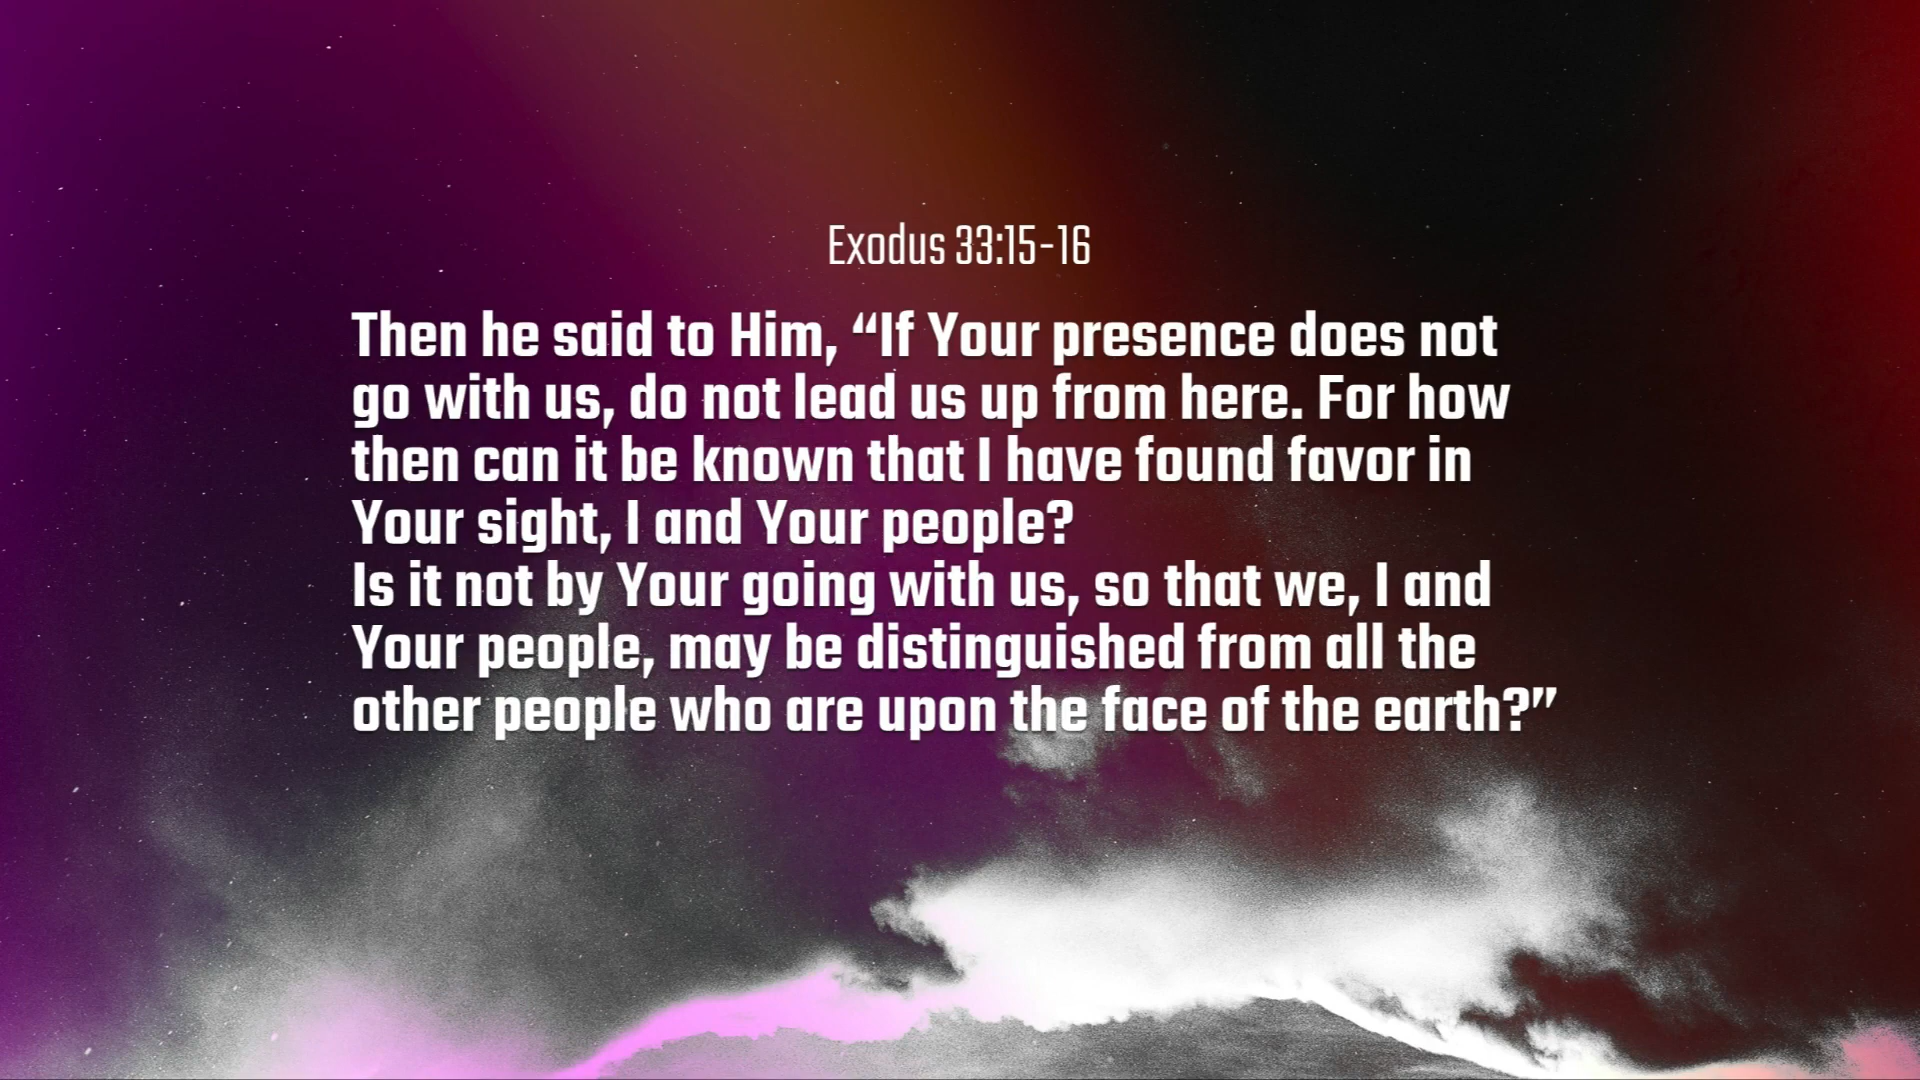 Exodus 33:15-16
Then he said to Him, “If Your presence does not
go with us, do not lead us up from here. For how
then can it be known that I have found favor in
Your sight, I and Your people?
Is it not by Your going with us, so that we, I and
Your people, may be distinguished from all the
other people who are upon the face of the earth?”